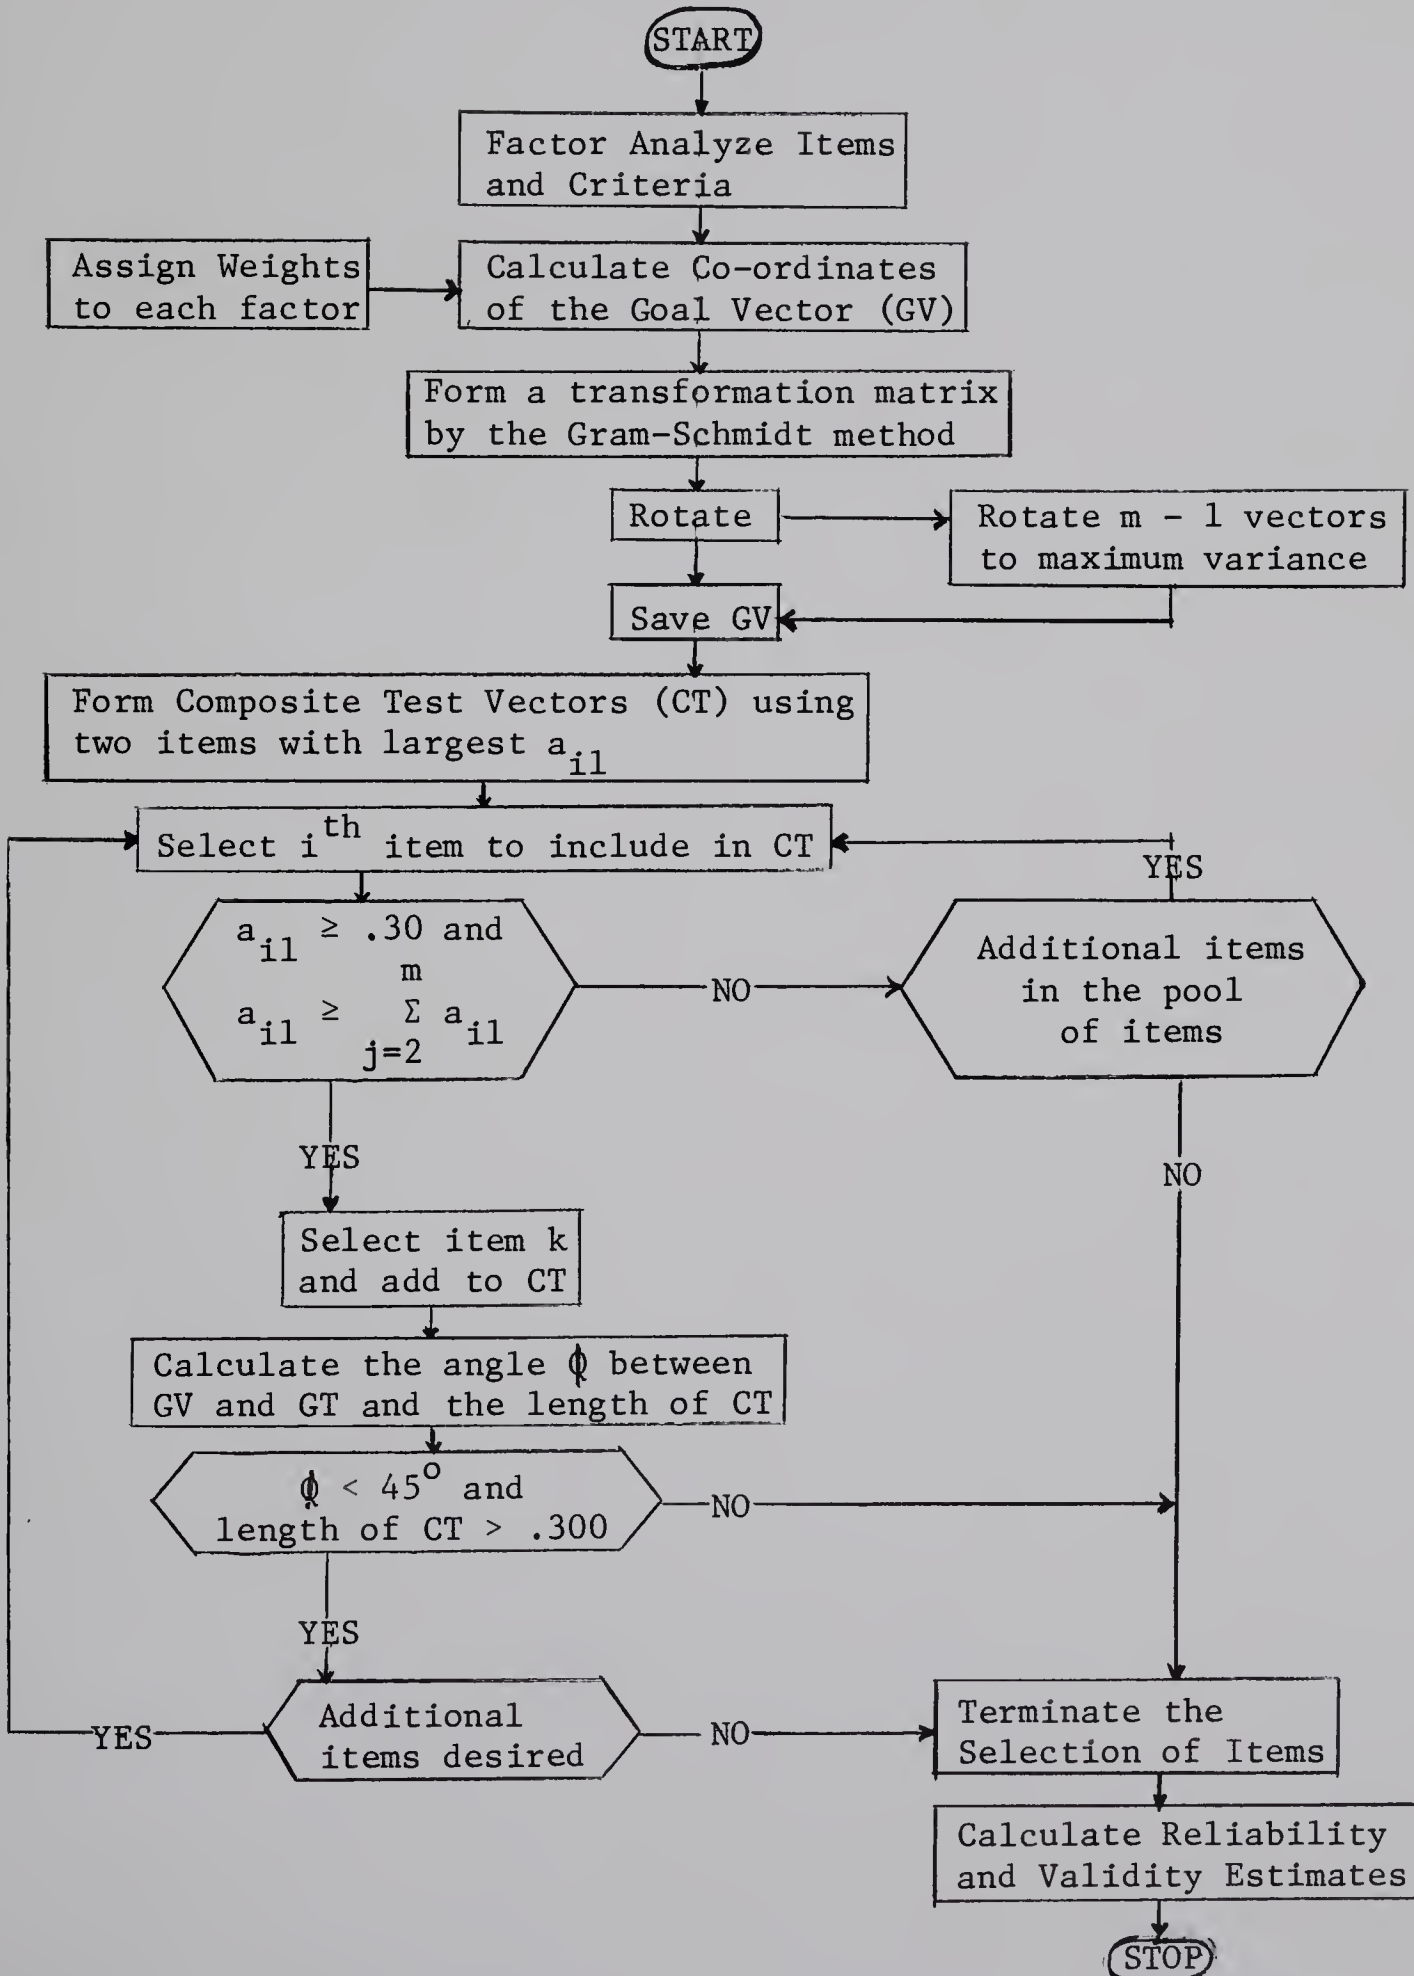 START
Factor Analyze Items
and Criteria
Assign Weights
to each factor
Calculate Co-ordinates
of the Goal Vector (GV)
Form a transformation matrix
by the Gram-Schmidt method
Rotate
Rotate m - 1 vectors
to maximum variance
Save GV
Form Composite Test Vectors (CT) using
two items with largest a_i1
Select i^th item to include in CT
YES
a_i1 ≥ .30 and
m
a_i1 ≥ Σ a_i1
j=2
NO
Additional items
in the pool
of items
YES
NO
Select item k
and add to CT
Calculate the angle ϕ between
GV and GT and the length of CT
ϕ < 45° and
length of CT > .300
NO
YES
Additional
items desired
YES
NO
Terminate the
Selection of Items
Calculate Reliability
and Validity Estimates
STOP